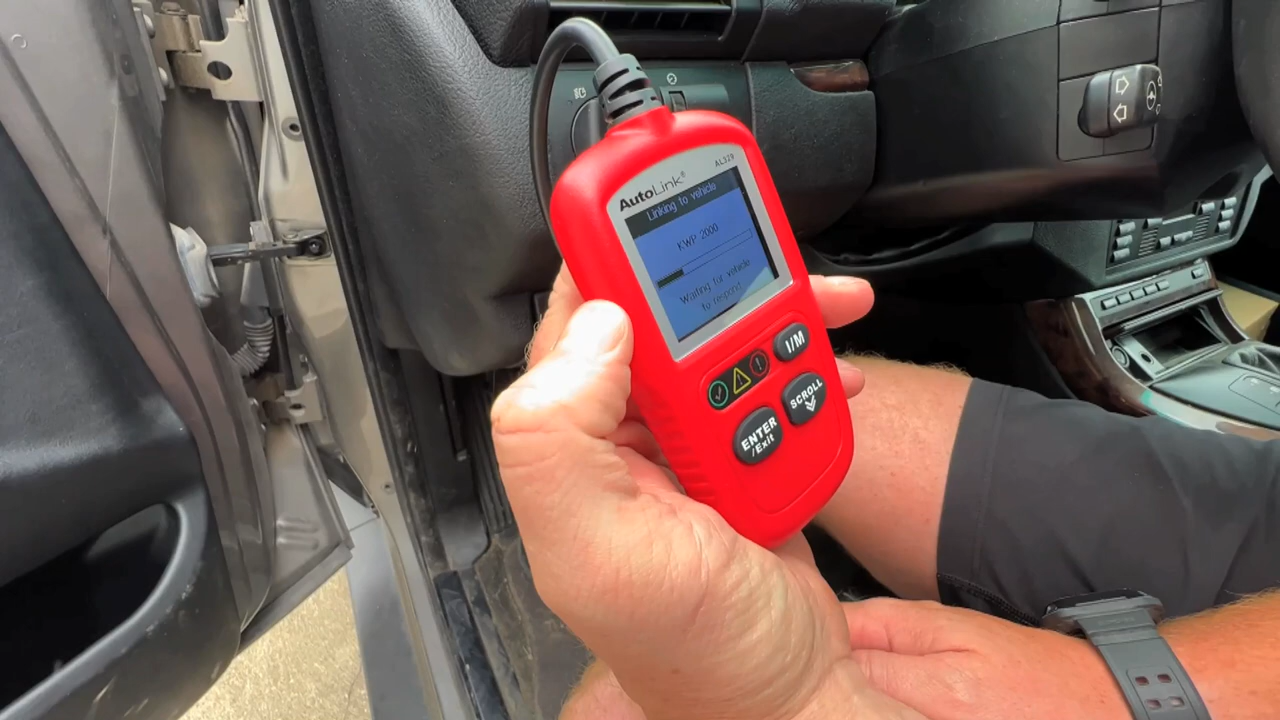 AL329
AutoLink®
Linking to vehicle
KWP 2000
Waiting for vehicle
to respond
I/M
SCROLL
ENTER
/Exit